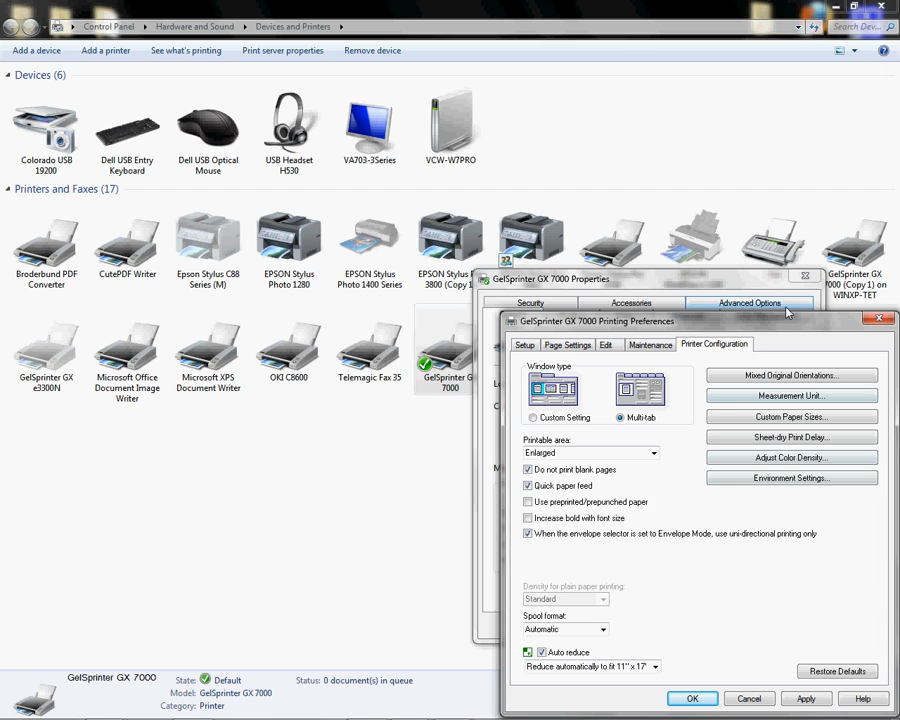 Control Panel
Hardware and Sound
Devices and Printers
Search Dev...
Add a device
Add a printer
See what's printing
Print server properties
Remove device
Devices (6)
Colorado USB
19200
Dell USB Entry
Keyboard
Dell USB Optical
Mouse
USB Headset
H530
VA703-3Series
VCW-W7PRO
Printers and Faxes (17)
Broderbund PDF
Converter
CutePDF Writer
Epson Stylus C88
Series (M)
EPSON Stylus
Photo 1280
EPSON Stylus
Photo 1400 Series
EPSON Stylus
3800 (Copy 1)
GelSprinter GX
7000 (Copy 1) on
WINXP-TET
GelSprinter GX
e3300N
Microsoft Office
Document Image
Writer
Microsoft XPS
Document Writer
OKI C8600
Telemagic Fax 35
GelSprinter G
7000
GelSprinter GX 7000 Properties
Security
Accessories
Advanced Options
GelSprinter GX 7000 Printing Preferences
Setup
Page Settings
Edit
Maintenance
Printer Configuration
Window type
Custom Setting
Multi-tab
Mixed Original Orientations...
Measurement Unit...
Custom Paper Sizes...
Sheet-dry Print Delay...
Adjust Color Density...
Environment Settings...
Printable area:
Enlarged
Do not print blank pages
Quick paper feed
Use preprinted/prepunched paper
Increase bold with font size
When the envelope selector is set to Envelope Mode, use uni-directional printing only
Density for plain paper printing:
Standard
Spool format:
Automatic
Auto reduce
Reduce automatically to fit 11" x 17"
Restore Defaults
OK
Cancel
Apply
Help
GelSprinter GX 7000
State:
Default
Status:
0 document(s) in queue
Model:
GelSprinter GX 7000
Category:
Printer